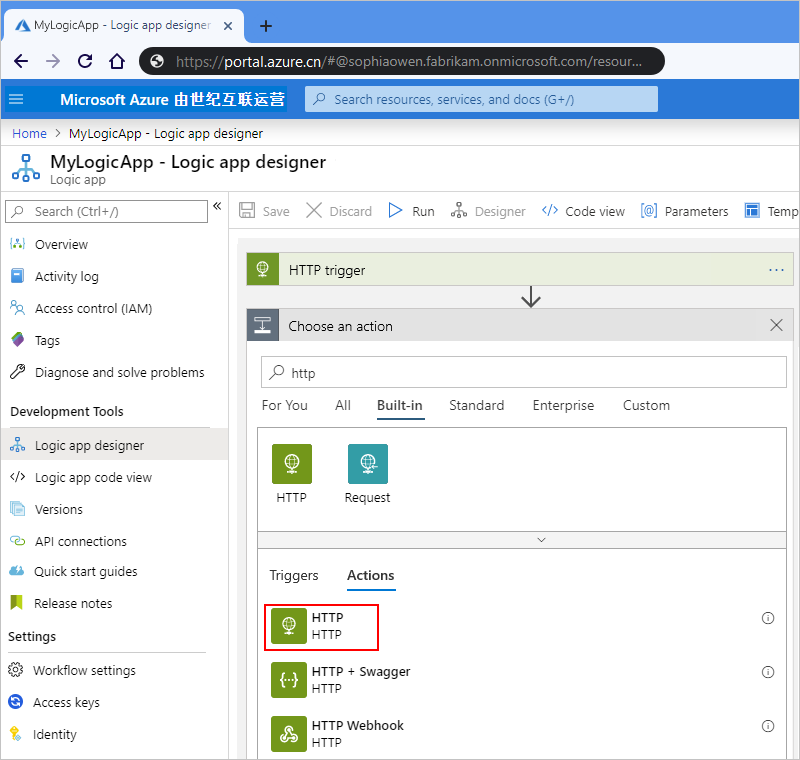 MyLogicApp - Logic app designer
https://portal.azure.cn/#@sophiaowen.fabrikam.onmicrosoft.com/resour...
Microsoft Azure 由世纪互联运营
Search resources, services, and docs (G+/)
Home > MyLogicApp - Logic app designer
MyLogicApp - Logic app designer
Logic app
Search (Ctrl+/)
Overview
Activity log
Access control (IAM)
Tags
Diagnose and solve problems
Development Tools
Logic app designer
Logic app code view
Versions
API connections
Quick start guides
Release notes
Settings
Workflow settings
Access keys
Identity
Save Discard Run Designer Code view Parameters Temp
HTTP trigger
Choose an action
http
For You All Built-in Standard Enterprise Custom
HTTP Request
Triggers Actions
HTTP
HTTP
HTTP + Swagger
HTTP
HTTP Webhook
HTTP